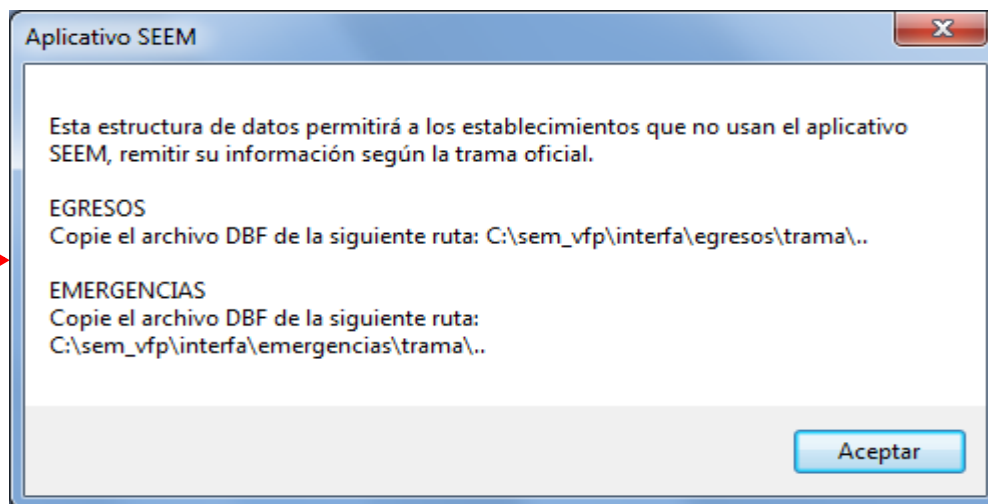 Aplicativo SEEM
Esta estructura de datos permitirá a los establecimientos que no usan el aplicativo
SEEM, remitir su información según la trama oficial.
EGRESOS
Copie el archivo DBF de la siguiente ruta: C:\sem_vfp\interfa\egresos\trama\..
EMERGENCIAS
Copie el archivo DBF de la siguiente ruta:
C:\sem_vfp\interfa\emergencias\trama\..
Aceptar